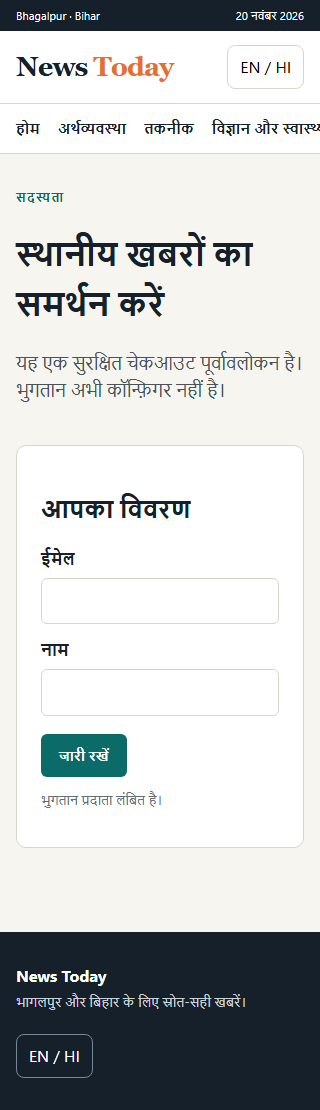 Bhagalpur · Bihar
20 नवंबर 2026
News Today
EN / HI
होम अर्थव्यवस्था तकनीक विज्ञान और स्वास्थ्य
सदस्यता
स्थानीय खबरों का
समर्थन करें
यह एक सुरक्षित चेकआउट पूर्वावलोकन है।
भुगतान अभी कॉन्फ़िगर नहीं है।
आपका विवरण
ईमेल
नाम
जारी रखें
भुगतान प्रदाता लंबित है।
News Today
भागलपुर और बिहार के लिए स्रोत-सही खबरें।
EN / HI